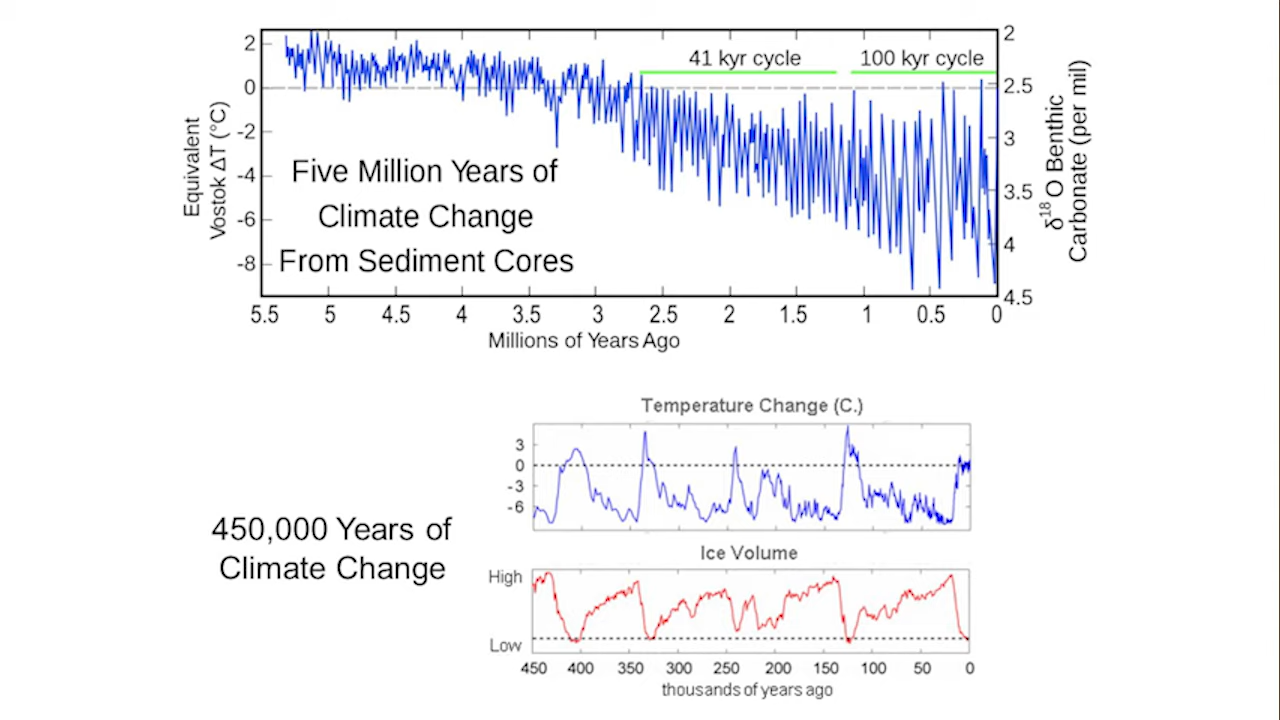 41 kyr cycle
100 kyr cycle
2
0
-2
-4
-6
-8
Equivalent
Vostok ΔT (°C)
2
2.5
3
3.5
4
4.5
δ18 O Benthic
Carbonate (per mil)
Five Million Years of
Climate Change
From Sediment Cores
5.5 5 4.5 4 3.5 3 2.5 2 1.5 1 0.5 0
Millions of Years Ago
Temperature Change (C.)
3
0
-3
-6
450,000 Years of
Climate Change
Ice Volume
High
Low
450 400 350 300 250 200 150 100 50 0
thousands of years ago